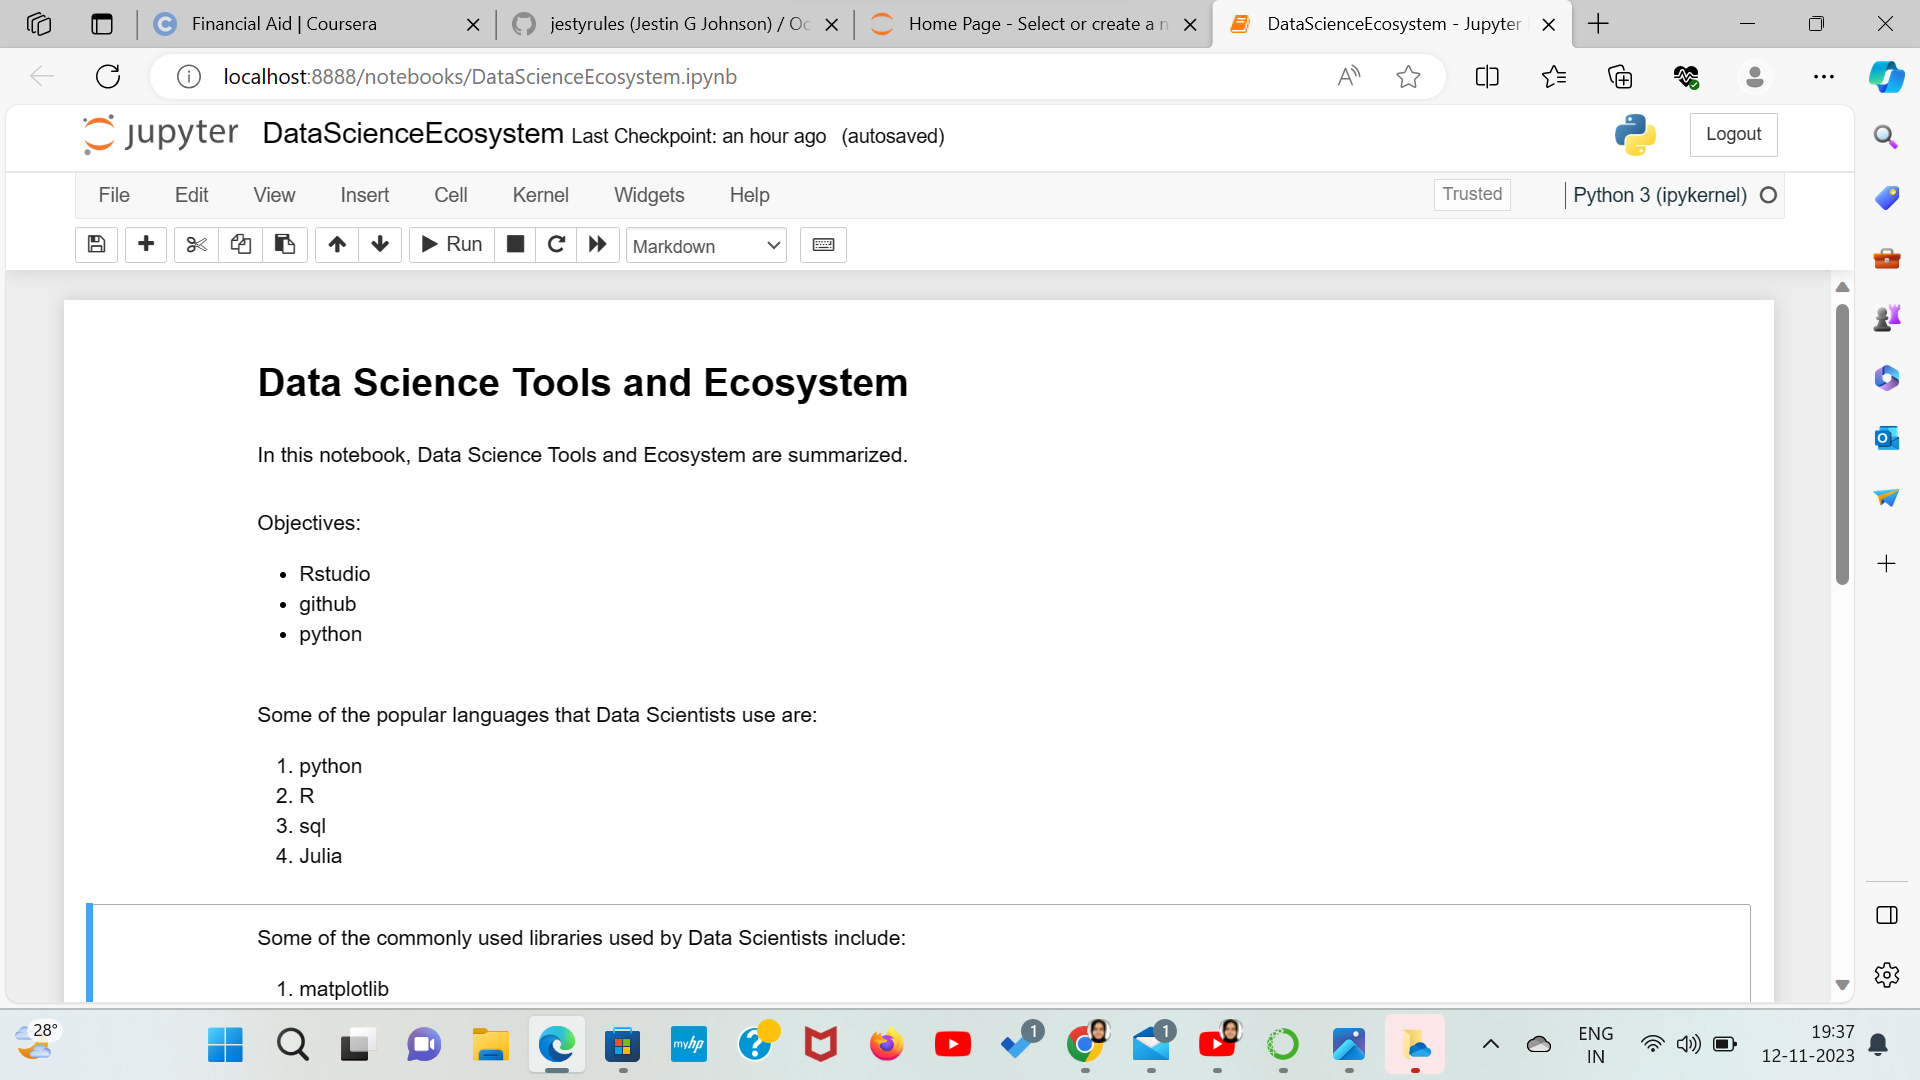 Financial Aid | Coursera
jestyrules (Jestin G Johnson) / Oc
Home Page - Select or create a n
DataScienceEcosystem - Jupyter
localhost:8888/notebooks/DataScienceEcosystem.ipynb
jupyter DataScienceEcosystem Last Checkpoint: an hour ago (autosaved)
Logout
File Edit View Insert Cell Kernel Widgets Help
Trusted
Python 3 (ipykernel)
Run
Markdown
Data Science Tools and Ecosystem
In this notebook, Data Science Tools and Ecosystem are summarized.
Objectives:
• Rstudio
• github
• python
Some of the popular languages that Data Scientists use are:
1. python
2. R
3. sql
4. Julia
Some of the commonly used libraries used by Data Scientists include:
1. matplotlib
28°
myhp
1
1
ENG
IN
19:37
12-11-2023